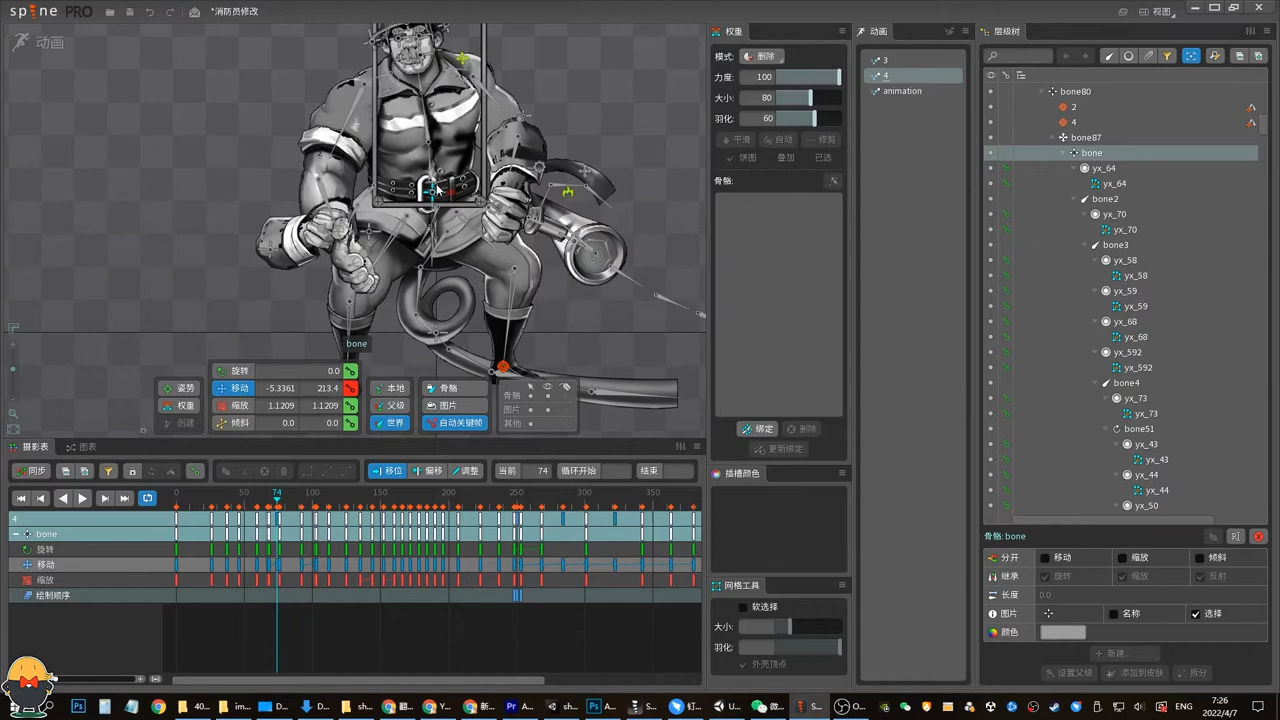 spine PRO *消防员修改 视图
动画
权重
动画
层级树
模式: 删除
力度: 100
大小: 80
羽化: 60
平滑 自动 修剪
饼图 叠加 已选
骨骼:
3
4
animation
bone80
2
4
bone87
bone
yx_64
yx_64
bone2
yx_70
yx_70
bone3
yx_58
yx_58
yx_59
yx_59
yx_68
yx_68
yx_592
yx_592
bone4
yx_73
yx_73
bone51
yx_43
yx_43
yx_44
yx_44
yx_50
bone
姿势
权重
创建
旋转 0.0
移动 -5.3361 213.4
缩放 1.1209 1.1209
倾斜 0.0 0.0
本地
父级
世界
骨骼
图片
自动关键帧
骨骼
图片
其他
绑定 删除
更新绑定
摄影表 图表
同步 移位 偏移 调整 当前 74 循环开始 结束
0 50 74 100 150 200 250 300 350
4
bone
旋转
移动
缩放
绘制顺序
插槽颜色
网格工具
软选择
大小:
羽化:
外壳顶点
骨骼: bone
分开 移动 缩放 倾斜
继承 旋转 缩放 反射
长度 0.0
图片 名称 选择
颜色
新建...
设置父级 添加到皮肤 拆分
40... im... D... 下... sh... 欢... 新... A... sh... S... 钉... U... 微... S... O...
7:26
2022/4/7